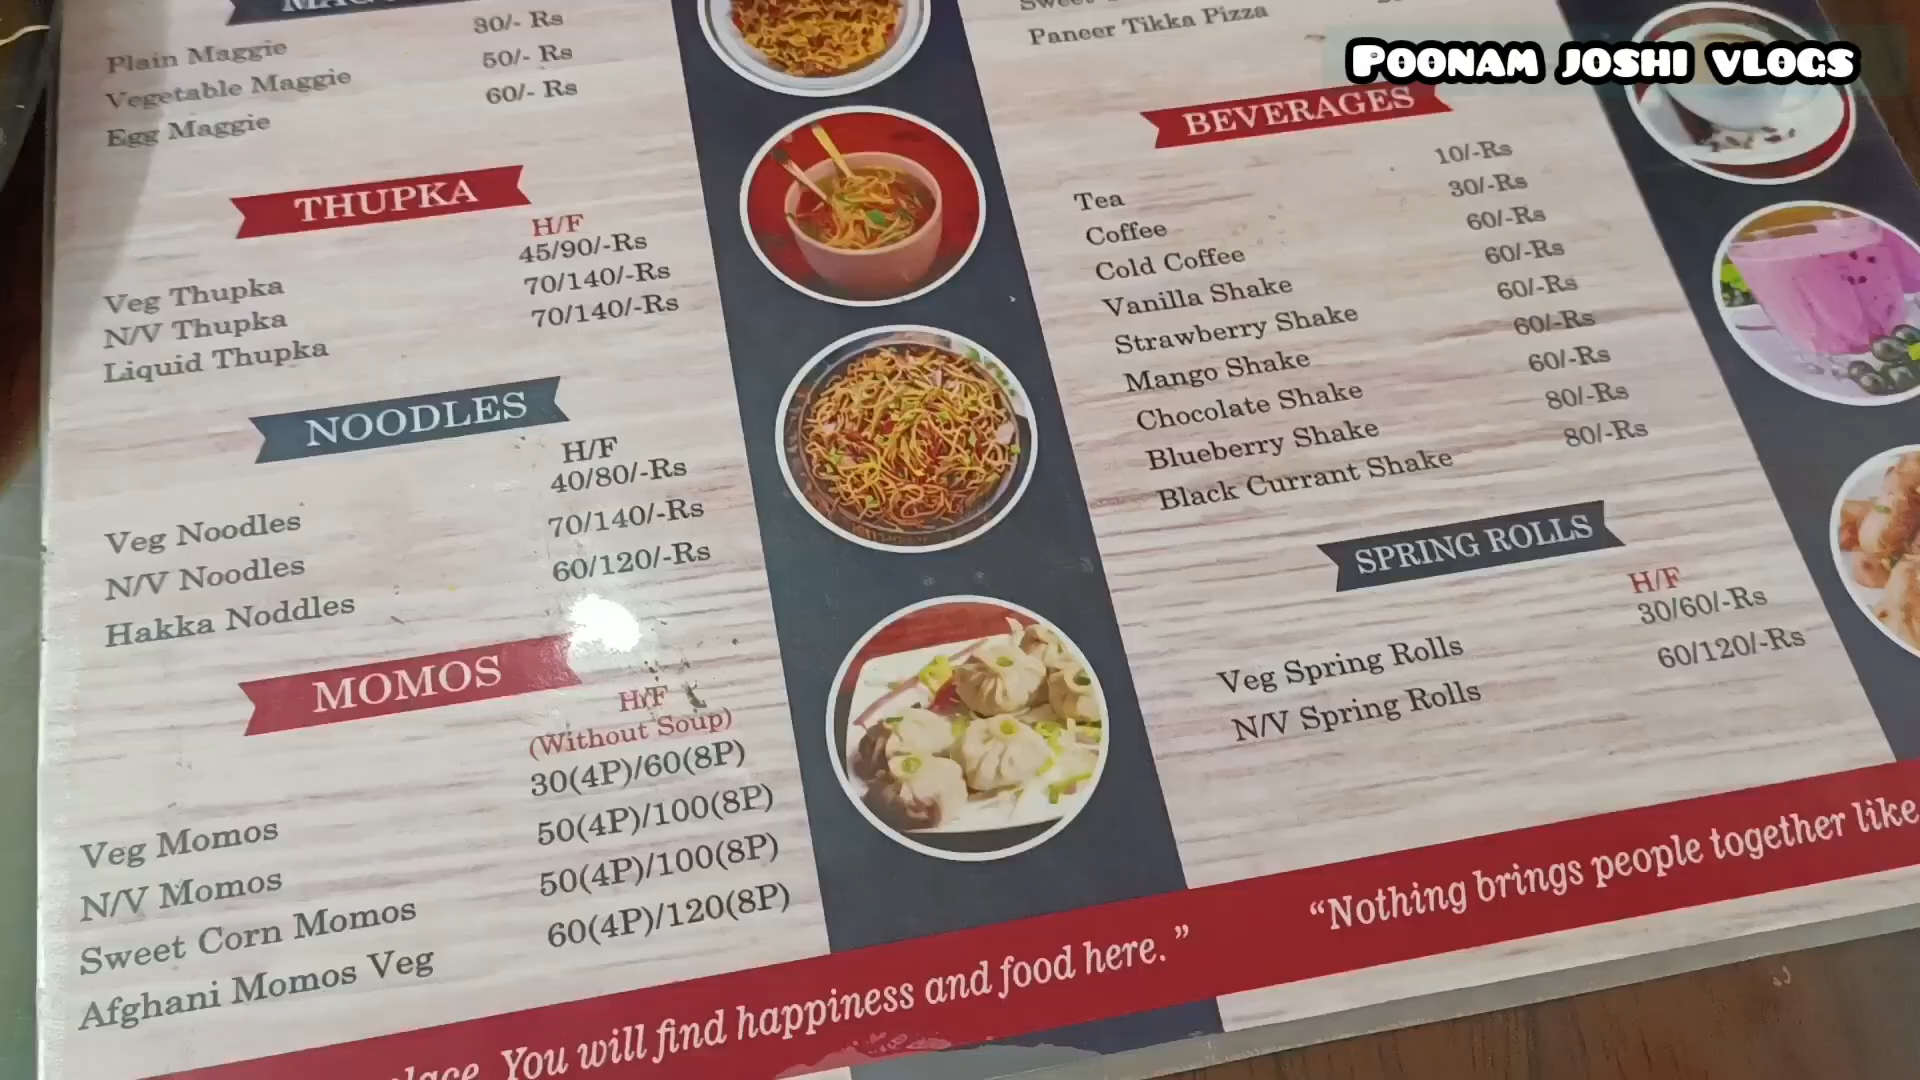 Plain Maggie 30/- Rs
Vegetable Maggie 50/- Rs
Egg Maggie 60/- Rs
THUPKA
H/F
Veg Thupka 45/90/-Rs
N/V Thupka 70/140/-Rs
Liquid Thupka 70/140/-Rs
NOODLES
H/F
Veg Noodles 40/80/-Rs
N/V Noodles 70/140/-Rs
Hakka Noddles 60/120/-Rs
MOMOS
H/F
(Without Soup)
Veg Momos 30(4P)/60(8P)
N/V Momos 50(4P)/100(8P)
Sweet Corn Momos 50(4P)/100(8P)
Afghani Momos Veg 60(4P)/120(8P)
You will find happiness and food here.”
Paneer Tikka Pizza
POONAM JOSHI VLOGS
BEVERAGES
Tea 10/-Rs
Coffee 30/-Rs
Cold Coffee 60/-Rs
Vanilla Shake 60/-Rs
Strawberry Shake 60/-Rs
Mango Shake 60/-Rs
Chocolate Shake 60/-Rs
Blueberry Shake 80/-Rs
Black Currant Shake 80/-Rs
SPRING ROLLS
H/F
Veg Spring Rolls 30/60/-Rs
N/V Spring Rolls 60/120/-Rs
“Nothing brings people together like